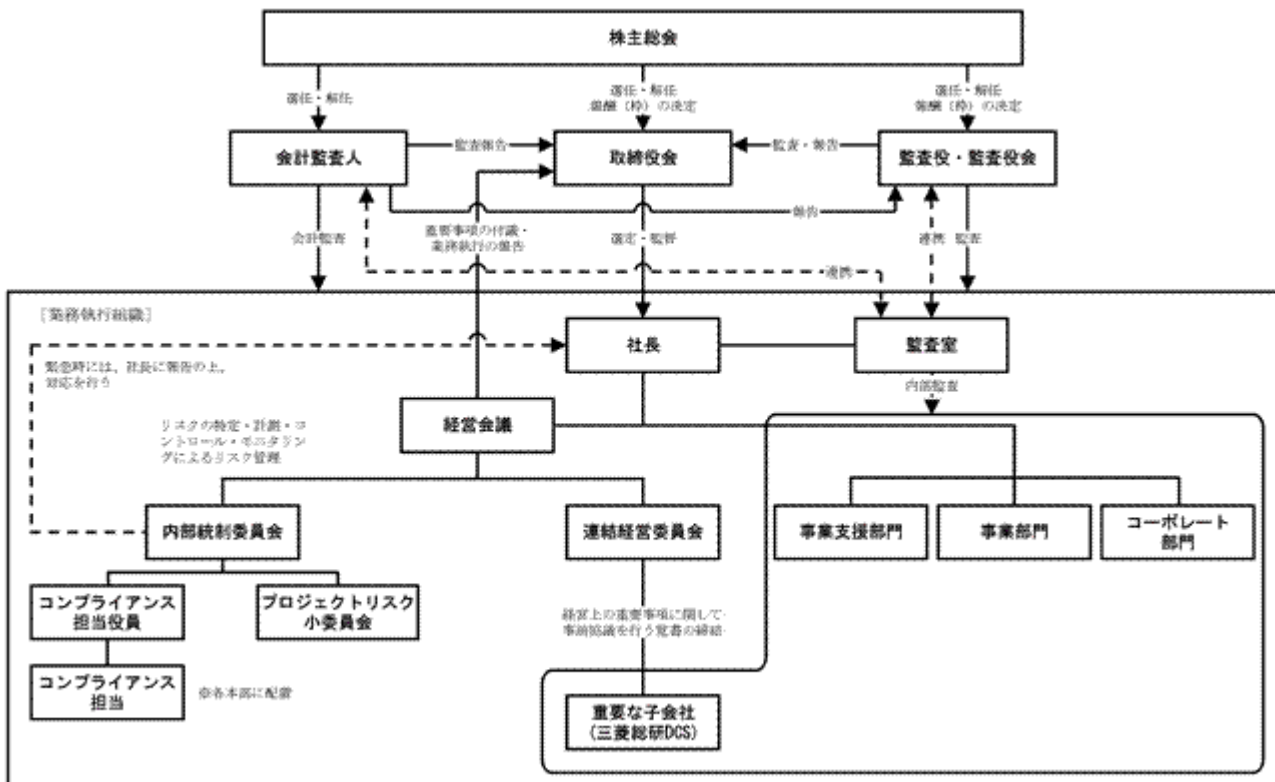 株主総会
選任・解任
選任・解任
報酬（枠）の決定
選任・解任
報酬（枠）の決定
会計監査人
監査報告
取締役会
監査・報告
監査役・監査役会
報告
会計監査
重要事項の付議・
業務執行の報告
選定・監督
連携
監査
連携
［業務執行組織］
社長
監査室
緊急時には、社長に報告の上、
対応を行う
内部監査
経営会議
リスクの特定・計測・コ
ントロール・モニタリン
グによるリスク管理
内部統制委員会
連結経営委員会
事業支援部門
事業部門
コーポレート
部門
コンプライアンス
担当役員
プロジェクトリスク
小委員会
経営上の重要事項に関して
事前協議を行う覚書の締結
コンプライアンス
担当
※各本部に配置
重要な子会社
(三菱総研DCS)